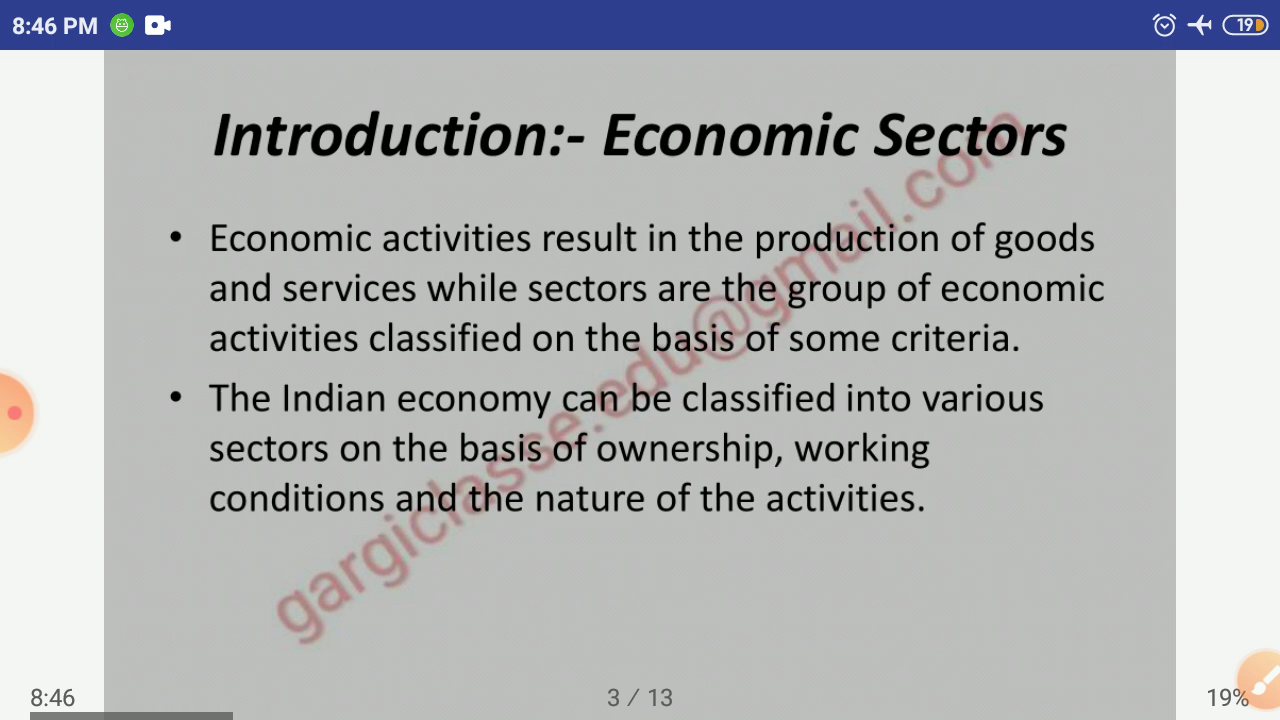 8:46 PM
19
Introduction:- Economic Sectors
• Economic activities result in the production of goods
and services while sectors are the group of economic
activities classified on the basis of some criteria.
• The Indian economy can be classified into various
sectors on the basis of ownership, working
conditions and the nature of the activities.
gargiclasse.edu@gmail.com
8:46
3 / 13
19%